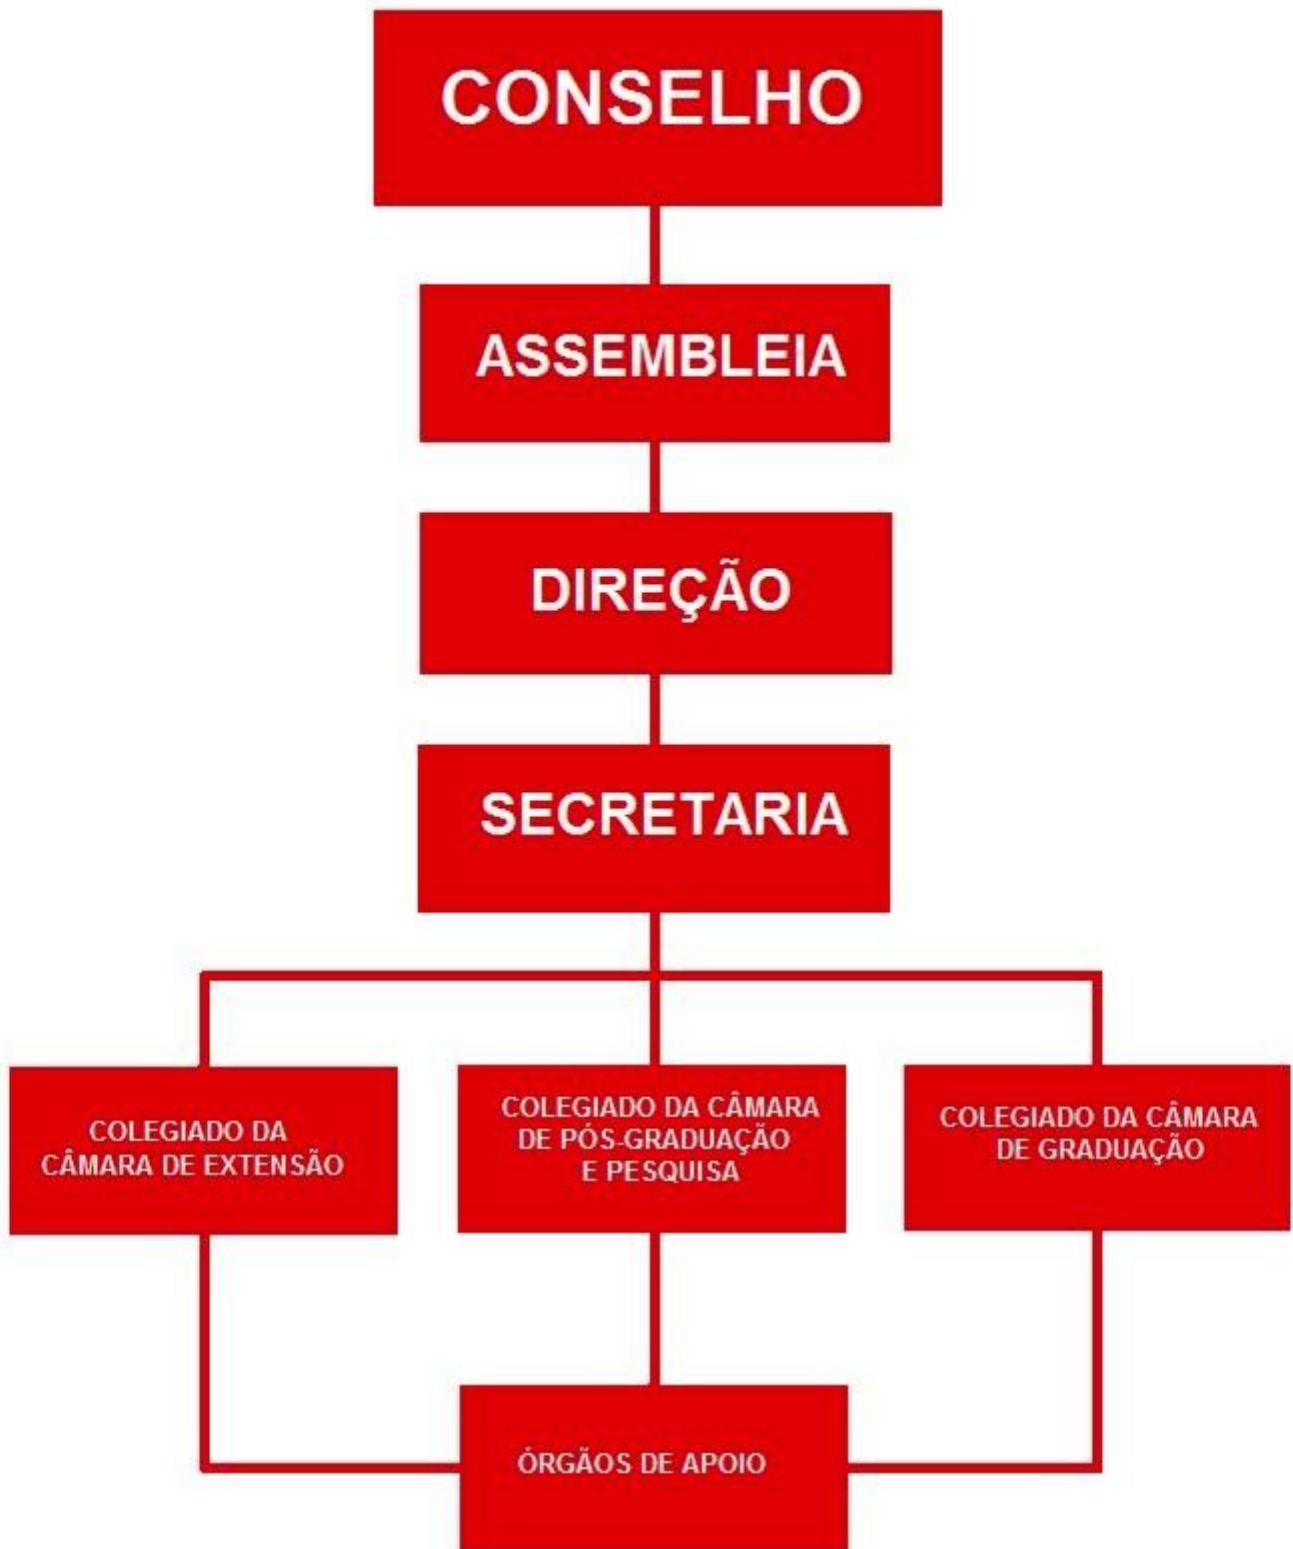 CONSELHO
ASSEMBLEIA
DIREÇÃO
SECRETARIA
COLEGIADO DA
CÂMARA DE EXTENSÃO
COLEGIADO DA CÂMARA
DE PÓS-GRADUAÇÃO
E PESQUISA
COLEGIADO DA CÂMARA
DE GRADUAÇÃO
ÓRGÃOS DE APOIO